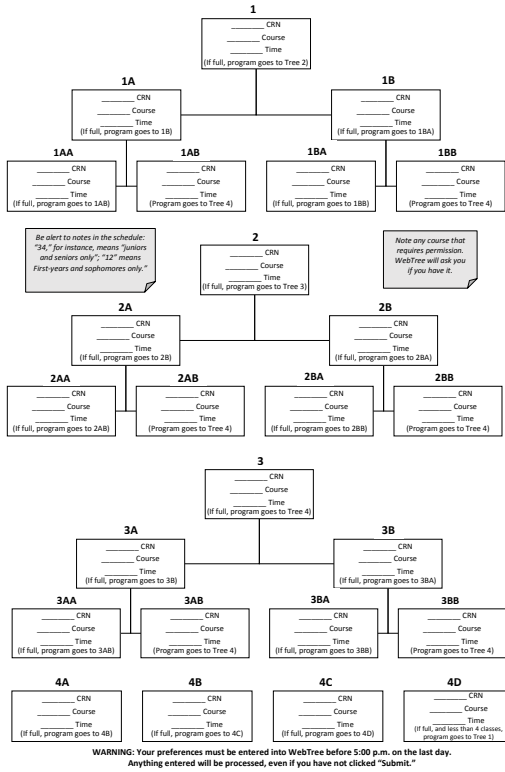 1
________ CRN
________ Course
________ Time
(If full, program goes to Tree 2)
1A
________ CRN
________ Course
________ Time
(If full, program goes to 1B)
1B
________ CRN
________ Course
________ Time
(If full, program goes to 1BA)
1AA
________ CRN
________ Course
________ Time
(If full, program goes to 1AB)
1AB
________ CRN
________ Course
________ Time
(Program goes to Tree 4)
1BA
________ CRN
________ Course
________ Time
(If full, program goes to 1BB)
1BB
________ CRN
________ Course
________ Time
(Program goes to Tree 4)
Be alert to notes in the schedule:
"34," for instance, means "juniors
and seniors only"; "12" means
First-years and sophomores only."
2
________ CRN
________ Course
________ Time
(If full, program goes to Tree 3)
Note any course that
requires permission.
WebTree will ask you
if you have it.
2A
________ CRN
________ Course
________ Time
(If full, program goes to 2B)
2B
________ CRN
________ Course
________ Time
(If full, program goes to 2BA)
2AA
________ CRN
________ Course
________ Time
(If full, program goes to 2AB)
2AB
________ CRN
________ Course
________ Time
(Program goes to Tree 4)
2BA
________ CRN
________ Course
________ Time
(If full, program goes to 2BB)
2BB
________ CRN
________ Course
________ Time
(Program goes to Tree 4)
3
________ CRN
________ Course
________ Time
(If full, program goes to Tree 4)
3A
________ CRN
________ Course
________ Time
(If full, program goes to 3B)
3B
________ CRN
________ Course
________ Time
(If full, program goes to 3BA)
3AA
________ CRN
________ Course
________ Time
(If full, program goes to 3AB)
3AB
________ CRN
________ Course
________ Time
(Program goes to Tree 4)
3BA
________ CRN
________ Course
________ Time
(If full, program goes to 3BB)
3BB
________ CRN
________ Course
________ Time
(Program goes to Tree 4)
4A
________ CRN
________ Course
________ Time
(If full, program goes to 4B)
4B
________ CRN
________ Course
________ Time
(If full, program goes to 4C)
4C
________ CRN
________ Course
________ Time
(If full, program goes to 4D)
4D
________ CRN
________ Course
________ Time
(If full, and less than 4 classes,
program goes to Tree 1)
WARNING: Your preferences must be entered into WebTree before 5:00 p.m. on the last day.
Anything entered will be processed, even if you have not clicked "Submit."